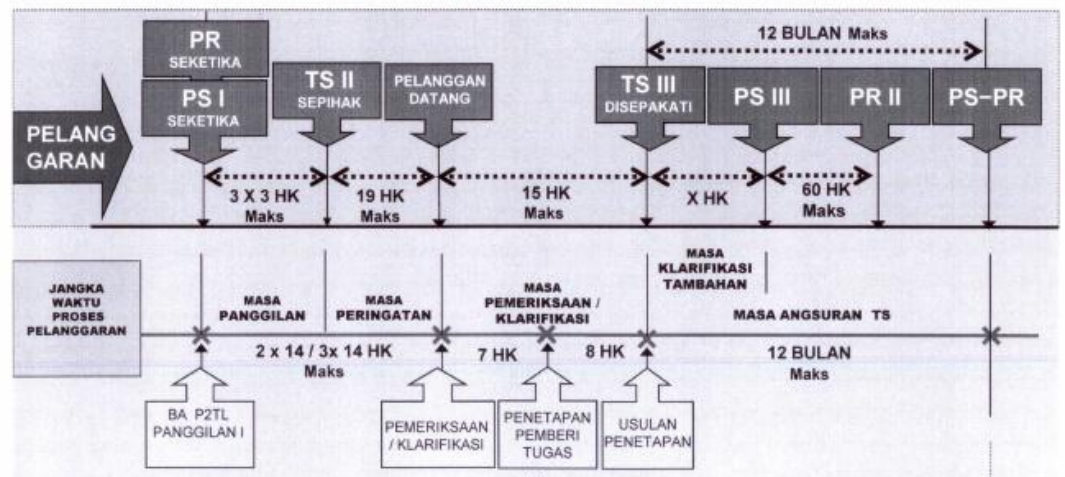 12 BULAN Maks
PR
SEKETIKA
PS I
SEKETIKA
TS II
SEPIHAK
PELANGGAN
DATANG
TS III
DISEPAKATI
PS III
PR II
PS–PR
PELANG
GARAN
3 X 3 HK
Maks
19 HK
Maks
15 HK
Maks
X HK
60 HK
Maks
JANGKA
WAKTU
PROSES
PELANGGARAN
MASA
PANGGILAN
MASA
PERINGATAN
MASA
PEMERIKSAAN /
KLARIFIKASI
MASA
KLARIFIKASI
TAMBAHAN
MASA ANGSURAN TS
2 x 14 / 3x 14 HK
Maks
7 HK
8 HK
12 BULAN
Maks
BA P2TL
PANGGILAN I
PEMERIKSAAN
/ KLARIFIKASI
PENETAPAN
PEMBERI
TUGAS
USULAN
PENETAPAN